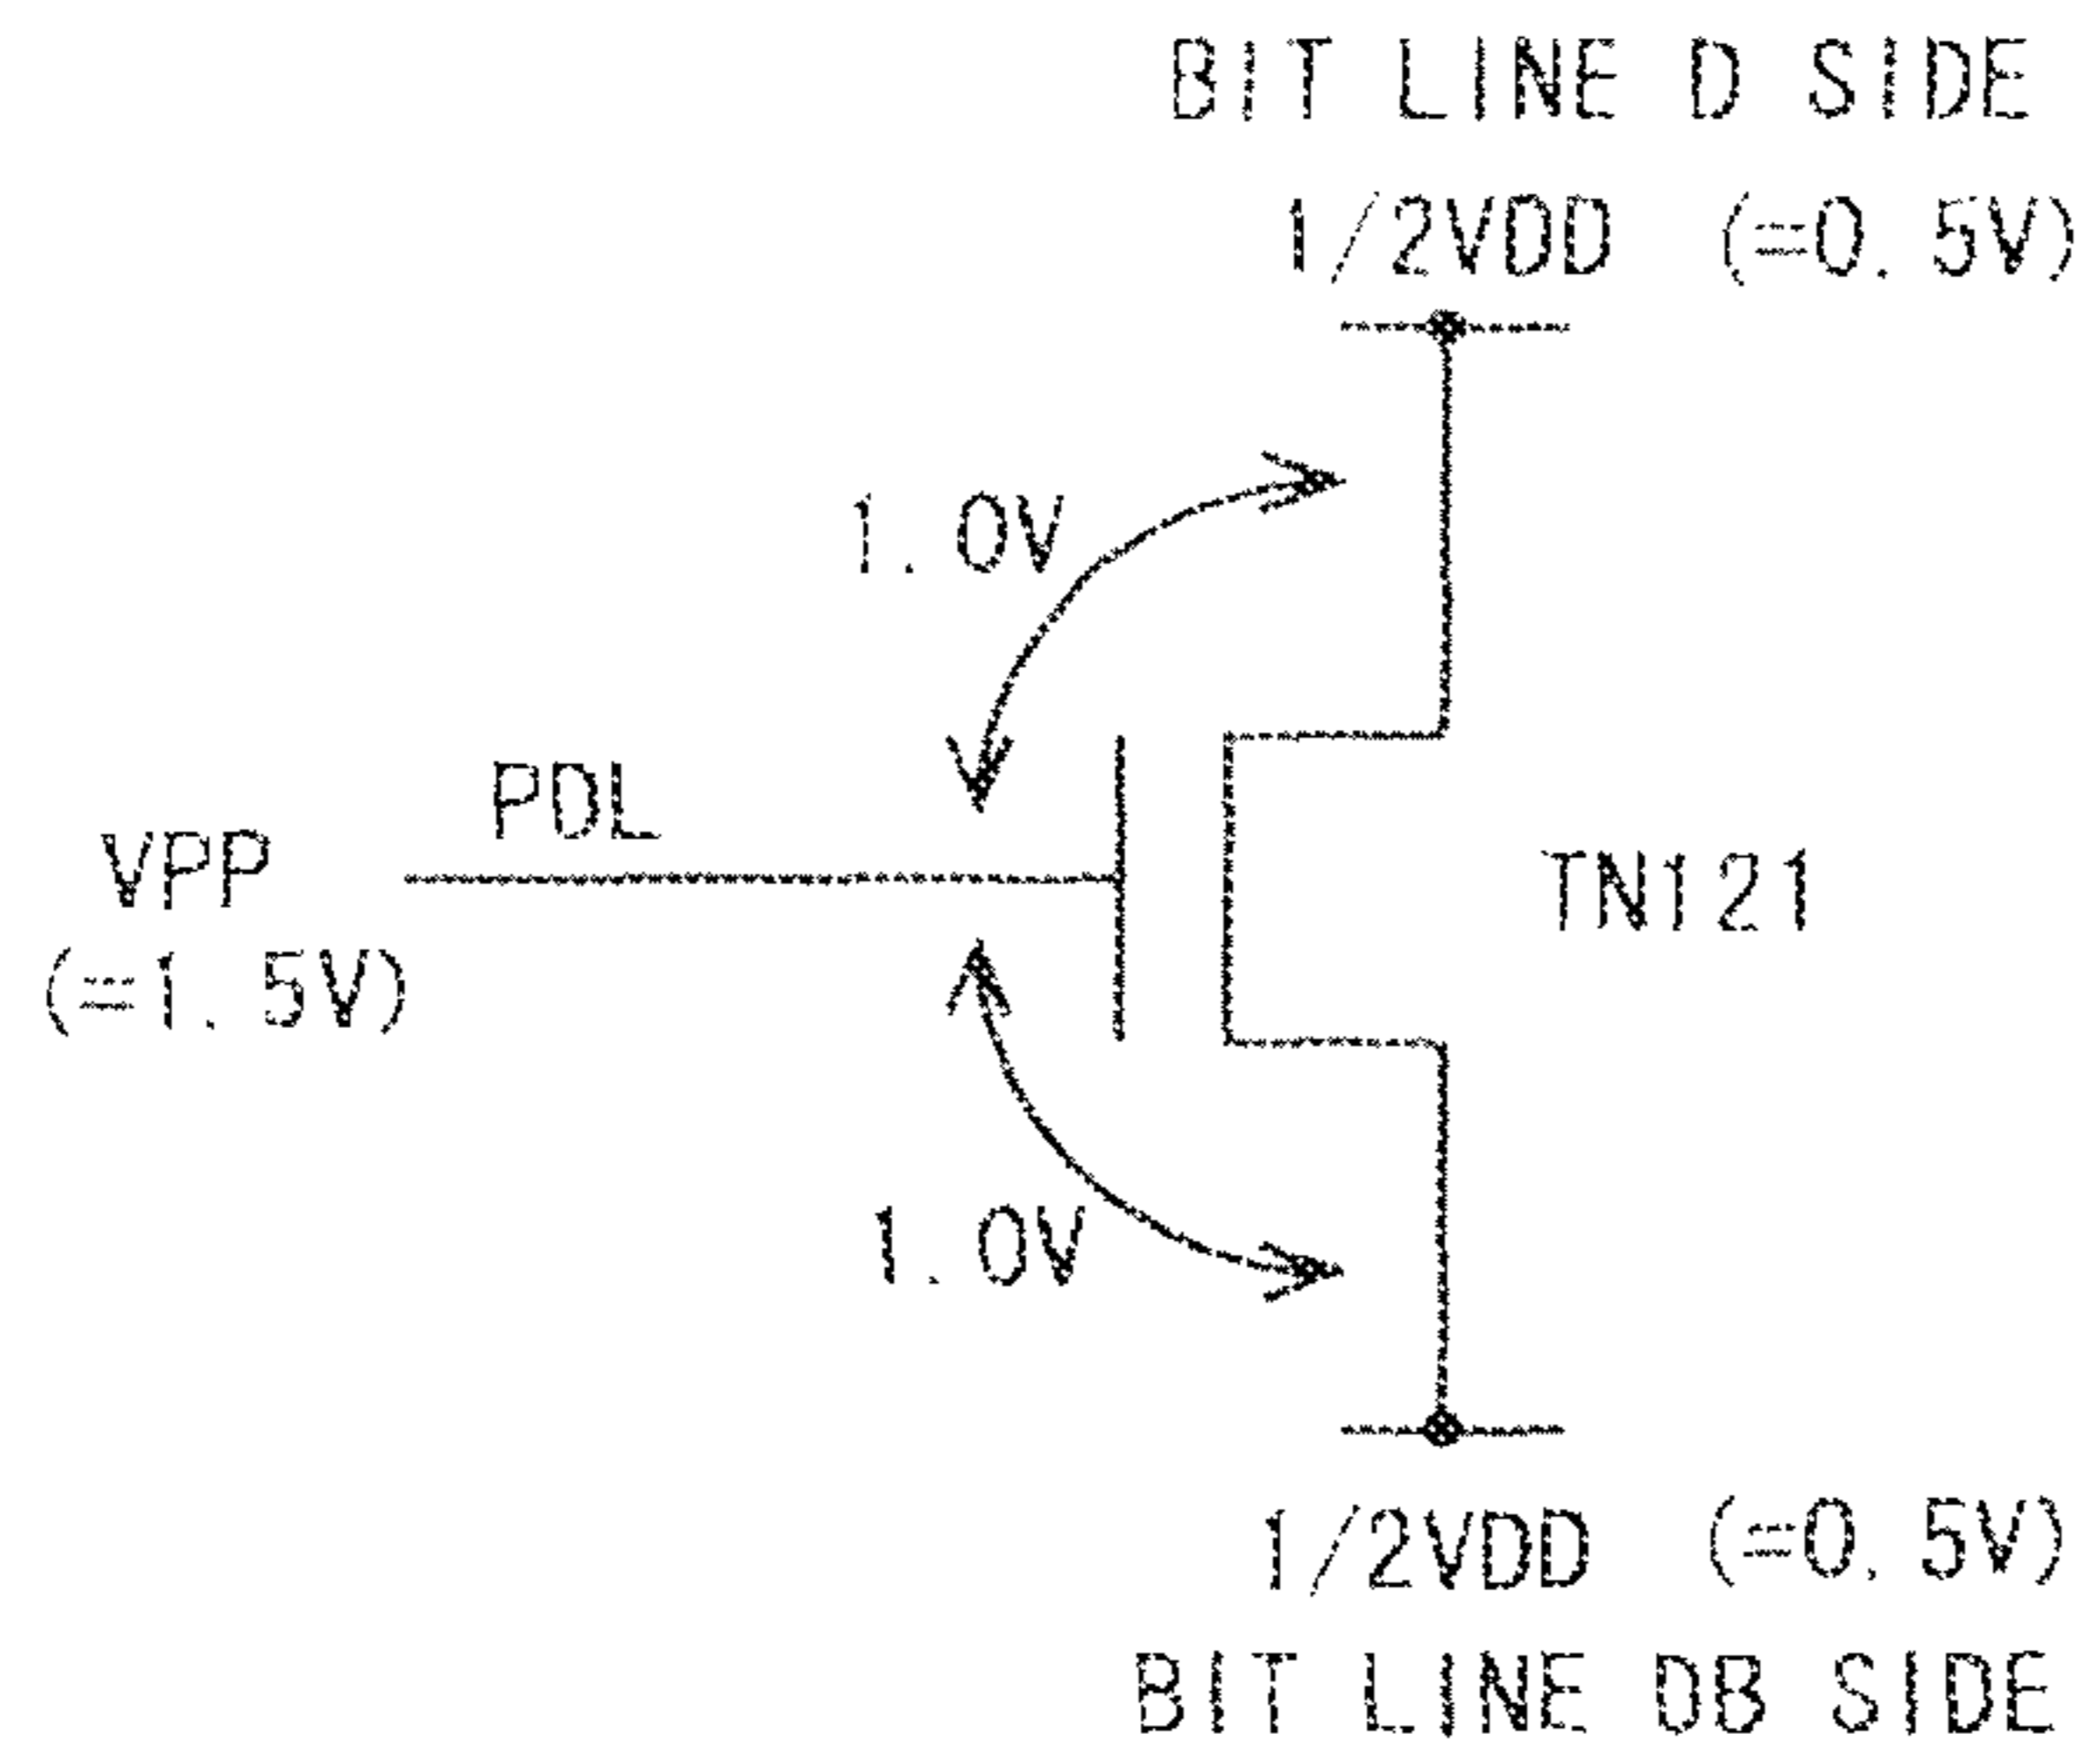 BIT LINE D SIDE
1/2VDD (=0.5V)
1.0V
PDL
VPP
TN121
(=1.5V)
1.0V
1/2VDD (=0.5V)
BIT LINE DB SIDE